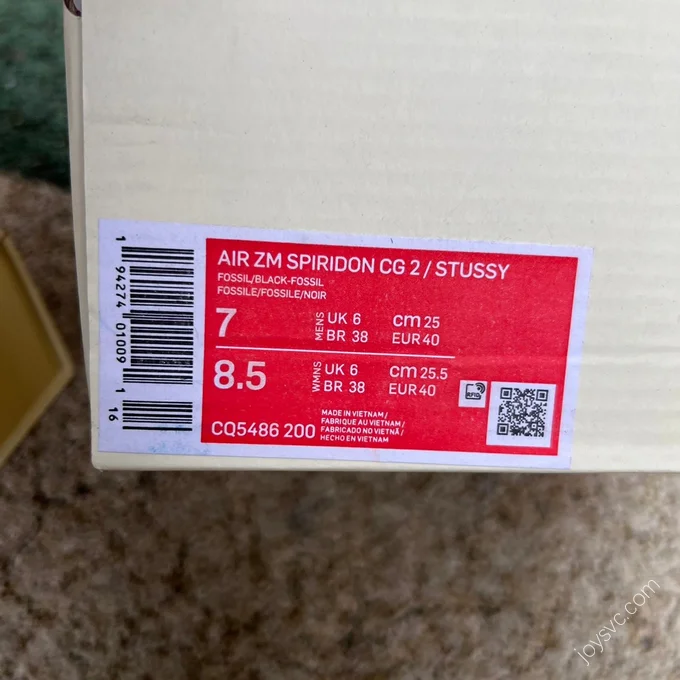 AIR ZM SPIRIDON CG 2 / STUSSY
FOSSIL/BLACK-FOSSIL
FOSSILE/FOSSILE/NOIR
7 MENS UK 6 cm 25
BR 38 EUR 40
8.5 WMNS UK 6 cm 25.5
BR 38 EUR 40
RFID
CQ5486 200
MADE IN VIETNAM /
FABRIQUE AU VIETNAM /
FABRICADO NO VIETNÃ /
HECHO EN VIETNAM
1 94274 01009 1
16
joysvc.com